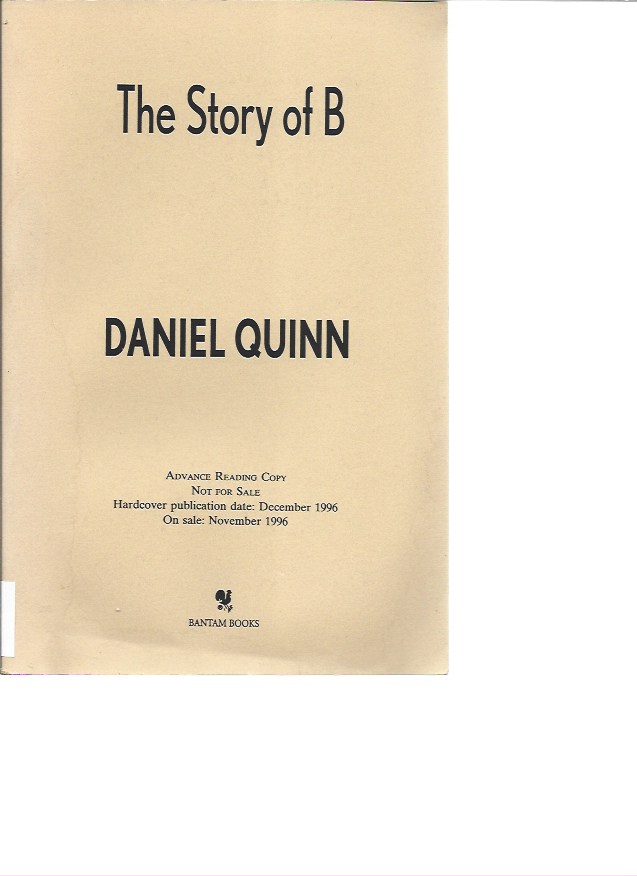 The Story of B
DANIEL QUINN
ADVANCE READING COPY
NOT FOR SALE
Hardcover publication date: December 1996
On sale: November 1996
BANTAM BOOKS